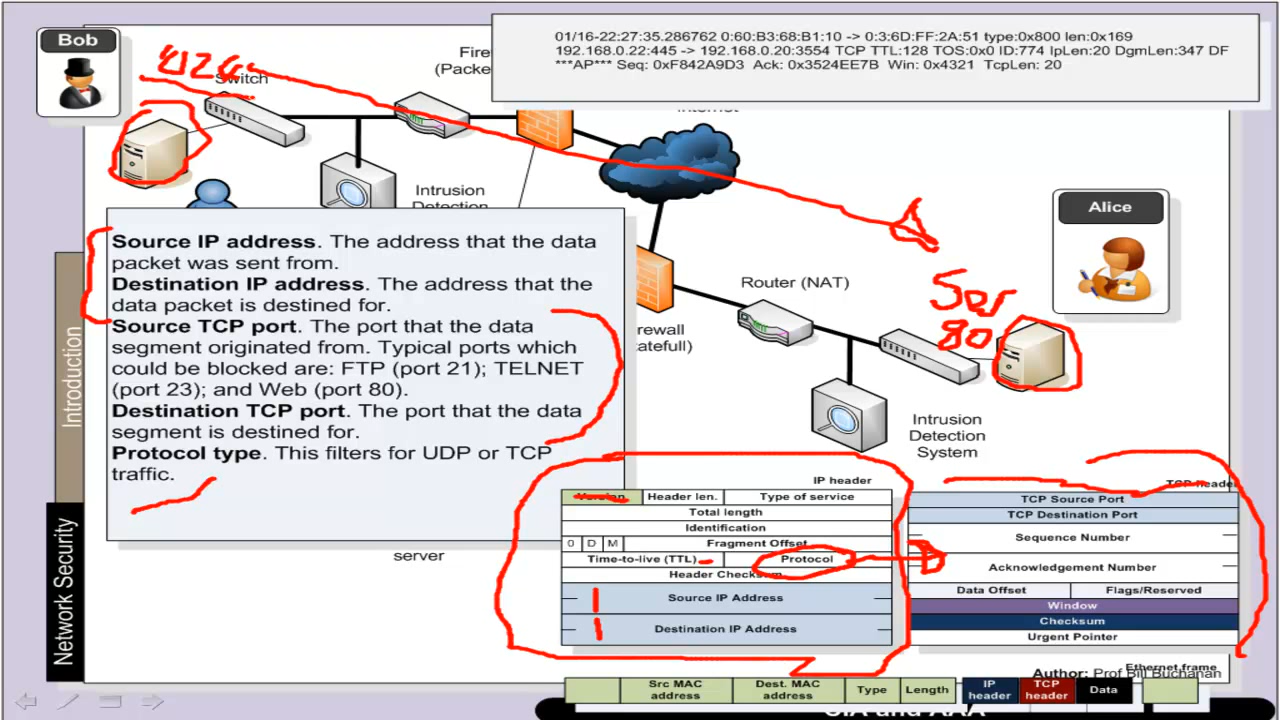 Bob
Switch
Fire
(Packe
01/16-22:27:35.286762 0:60:B3:68:B1:10 -> 0:3:6D:FF:2A:51 type:0x800 len:0x169
192.168.0.22:445 -> 192.168.0.20:3554 TCP TTL:128 TOS:0x0 ID:774 IpLen:20 DgmLen:347 DF
***AP*** Seq: 0xF842A9D3 Ack: 0x3524EE7B Win: 0x4321 TcpLen: 20
Internet
Intrusion
Detection
Alice
Source IP address. The address that the data
packet was sent from.
Destination IP address. The address that the
data packet is destined for.
Source TCP port. The port that the data
segment originated from. Typical ports which
could be blocked are: FTP (port 21); TELNET
(port 23); and Web (port 80).
Destination TCP port. The port that the data
segment is destined for.
Protocol type. This filters for UDP or TCP
traffic.
Router (NAT)
80
irewall
tatefull)
Intrusion
Detection
System
server
Introduction
Network Security
IP header
Version
Header len.
Type of service
Total length
Identification
0 D M Fragment Offset
Time-to-live (TTL)
Protocol
Header Checksum
Source IP Address
Destination IP Address
TCP header
TCP Source Port
TCP Destination Port
Sequence Number
Acknowledgement Number
Data Offset
Flags/Reserved
Window
Checksum
Urgent Pointer
Author: Prof Bill Buchanan
Ethernet frame
Src MAC
address
Dest. MAC
address
Type
Length
IP
header
TCP
header
Data
CIA and AAA